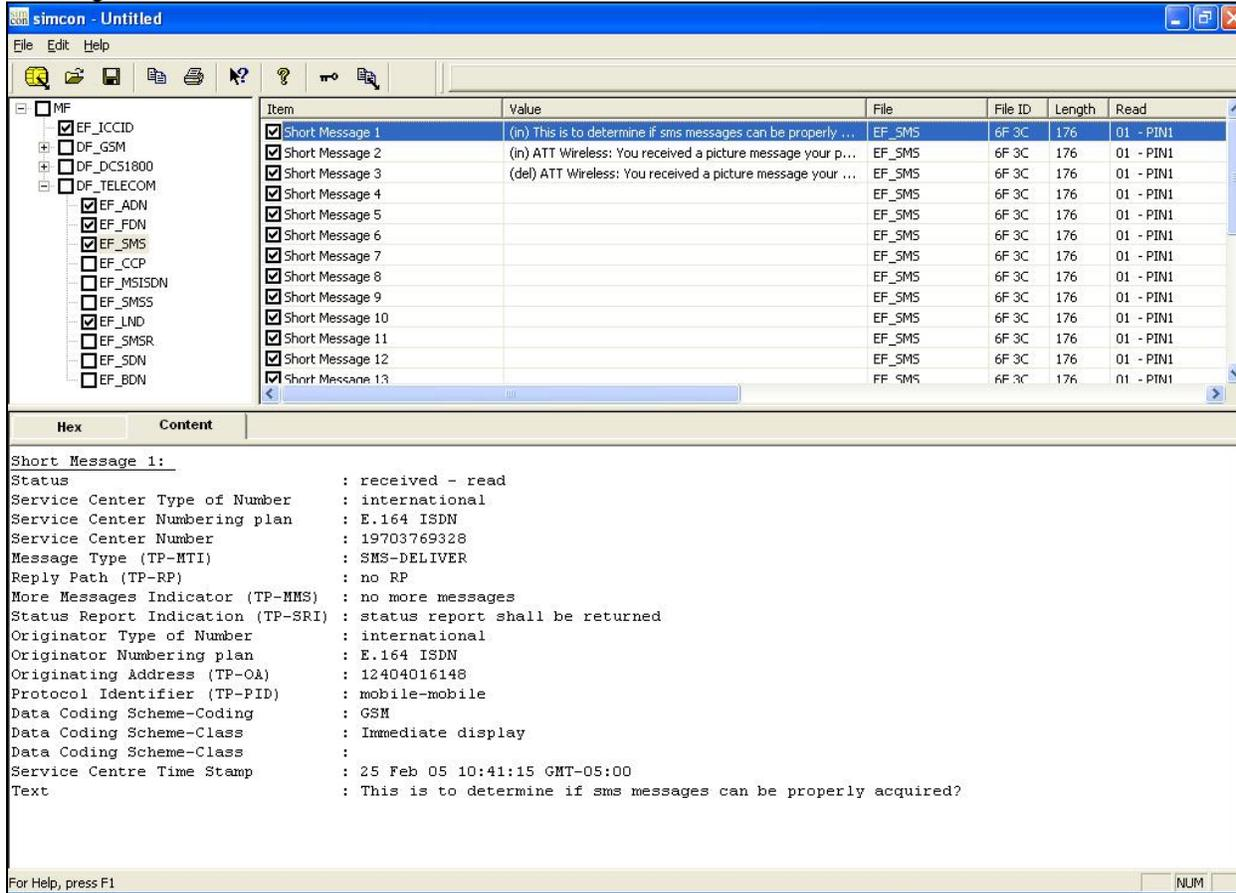 simcon - Untitled
File Edit Help
MF
EF_ICCID
DF_GSM
DF_DCS1800
DF_TELECOM
EF_ADN
EF_FDN
EF_SMS
EF_CCP
EF_MSISDN
EF_SMSS
EF_LND
EF_SMSR
EF_SDN
EF_BDN
Item Value File File ID Length Read
Short Message 1 (in) This is to determine if sms messages can be properly ... EF_SMS 6F 3C 176 01 - PIN1
Short Message 2 (in) ATT Wireless: You received a picture message your p... EF_SMS 6F 3C 176 01 - PIN1
Short Message 3 (del) ATT Wireless: You received a picture message your ... EF_SMS 6F 3C 176 01 - PIN1
Short Message 4 EF_SMS 6F 3C 176 01 - PIN1
Short Message 5 EF_SMS 6F 3C 176 01 - PIN1
Short Message 6 EF_SMS 6F 3C 176 01 - PIN1
Short Message 7 EF_SMS 6F 3C 176 01 - PIN1
Short Message 8 EF_SMS 6F 3C 176 01 - PIN1
Short Message 9 EF_SMS 6F 3C 176 01 - PIN1
Short Message 10 EF_SMS 6F 3C 176 01 - PIN1
Short Message 11 EF_SMS 6F 3C 176 01 - PIN1
Short Message 12 EF_SMS 6F 3C 176 01 - PIN1
Short Message 13 EF_SMS 6F 3C 176 01 - PIN1
Hex Content
Short Message 1:
Status : received - read
Service Center Type of Number : international
Service Center Numbering plan : E.164 ISDN
Service Center Number : 19703769328
Message Type (TP-MTI) : SMS-DELIVER
Reply Path (TP-RP) : no RP
More Messages Indicator (TP-MMS) : no more messages
Status Report Indication (TP-SRI) : status report shall be returned
Originator Type of Number : international
Originator Numbering plan : E.164 ISDN
Originating Address (TP-OA) : 12404016148
Protocol Identifier (TP-PID) : mobile-mobile
Data Coding Scheme-Coding : GSM
Data Coding Scheme-Class : Immediate display
Data Coding Scheme-Class :
Service Centre Time Stamp : 25 Feb 05 10:41:15 GMT-05:00
Text : This is to determine if sms messages can be properly acquired?
For Help, press F1 NUM